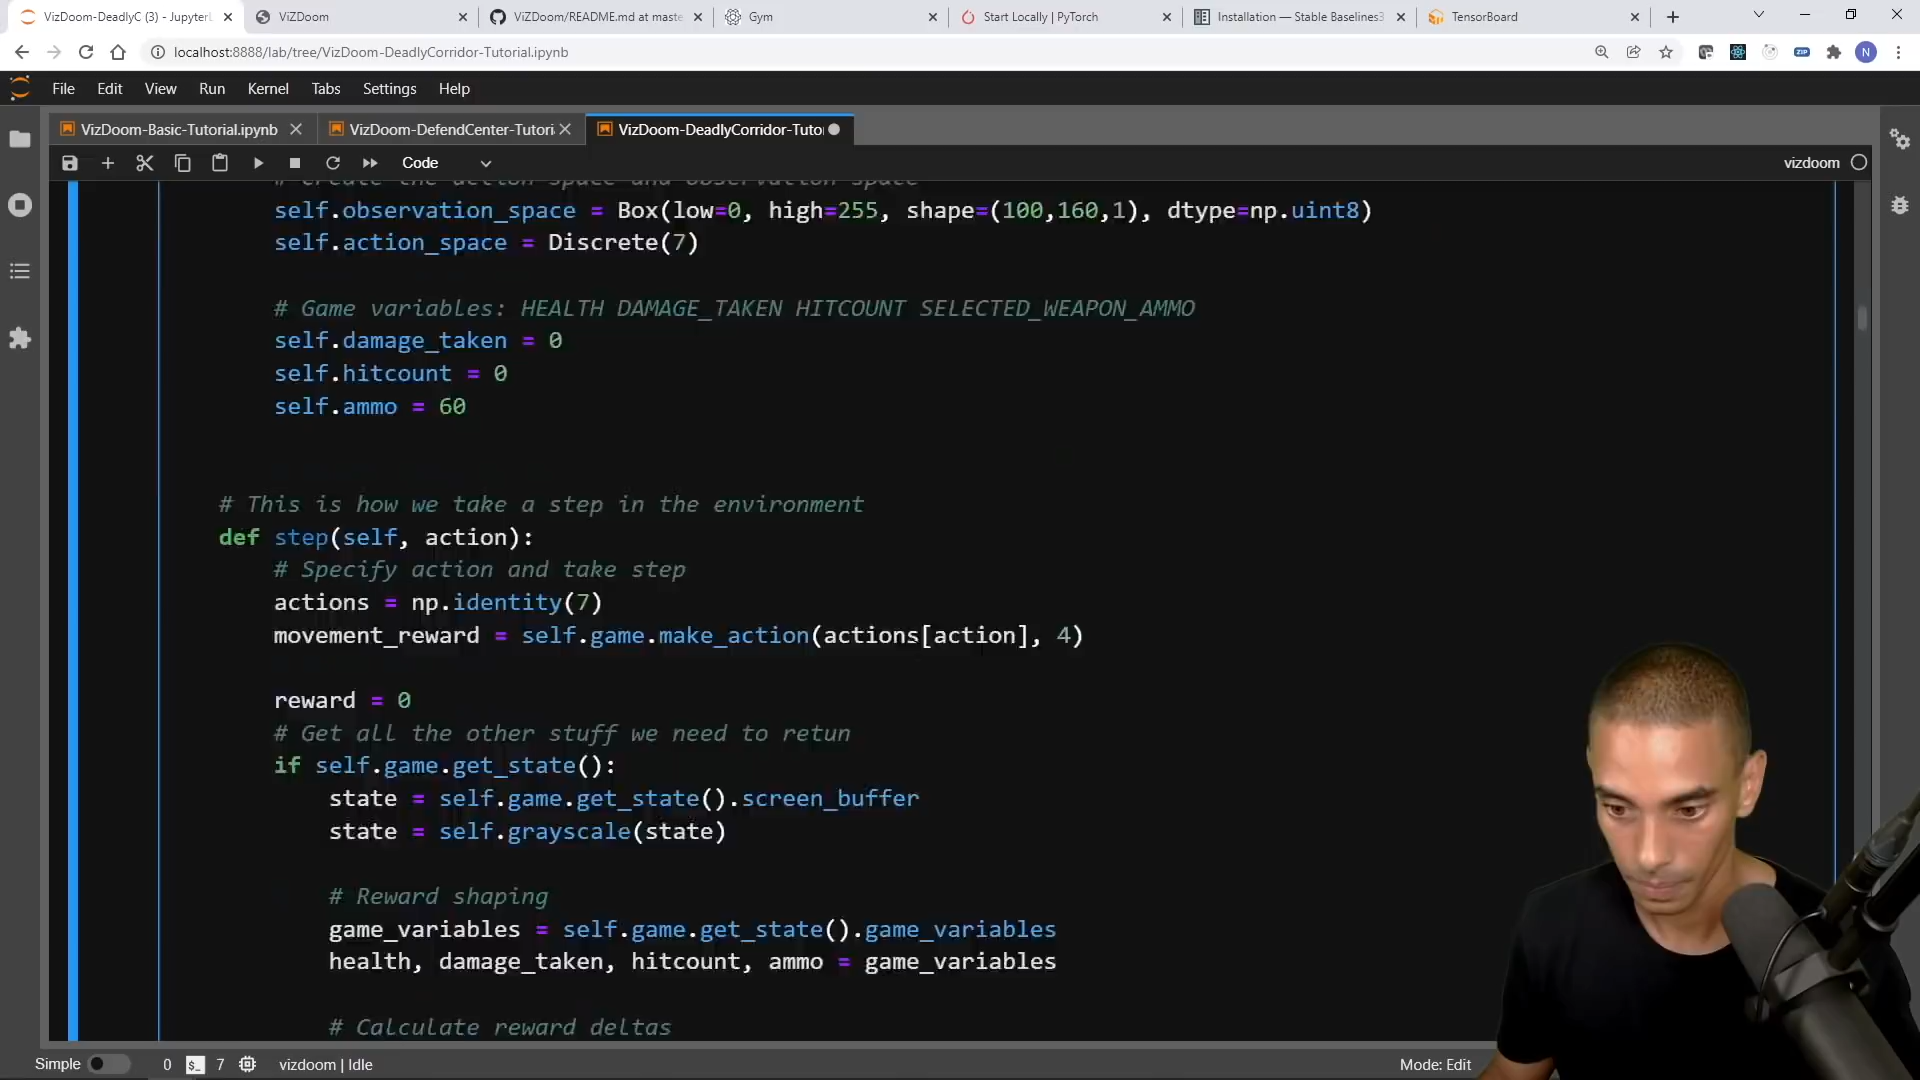 VizDoom-DeadlyC (3) - JupyterL
ViZDoom
ViZDoom/README.md at maste
Gym
Start Locally | PyTorch
Installation — Stable Baselines3
TensorBoard
localhost:8888/lab/tree/VizDoom-DeadlyCorridor-Tutorial.ipynb
ZIP
N
File Edit View Run Kernel Tabs Settings Help
VizDoom-Basic-Tutorial.ipynb
VizDoom-DefendCenter-Tutori
VizDoom-DeadlyCorridor-Tuto
Code
vizdoom
# Create the action space and observation space
self.observation_space = Box(low=0, high=255, shape=(100,160,1), dtype=np.uint8)
self.action_space = Discrete(7)
# Game variables: HEALTH DAMAGE_TAKEN HITCOUNT SELECTED_WEAPON_AMMO
self.damage_taken = 0
self.hitcount = 0
self.ammo = 60
# This is how we take a step in the environment
def step(self, action):
# Specify action and take step
actions = np.identity(7)
movement_reward = self.game.make_action(actions[action], 4)
reward = 0
# Get all the other stuff we need to retun
if self.game.get_state():
state = self.game.get_state().screen_buffer
state = self.grayscale(state)
# Reward shaping
game_variables = self.game.get_state().game_variables
health, damage_taken, hitcount, ammo = game_variables
# Calculate reward deltas
Simple 0 $_ 7 vizdoom | Idle Mode: Edit